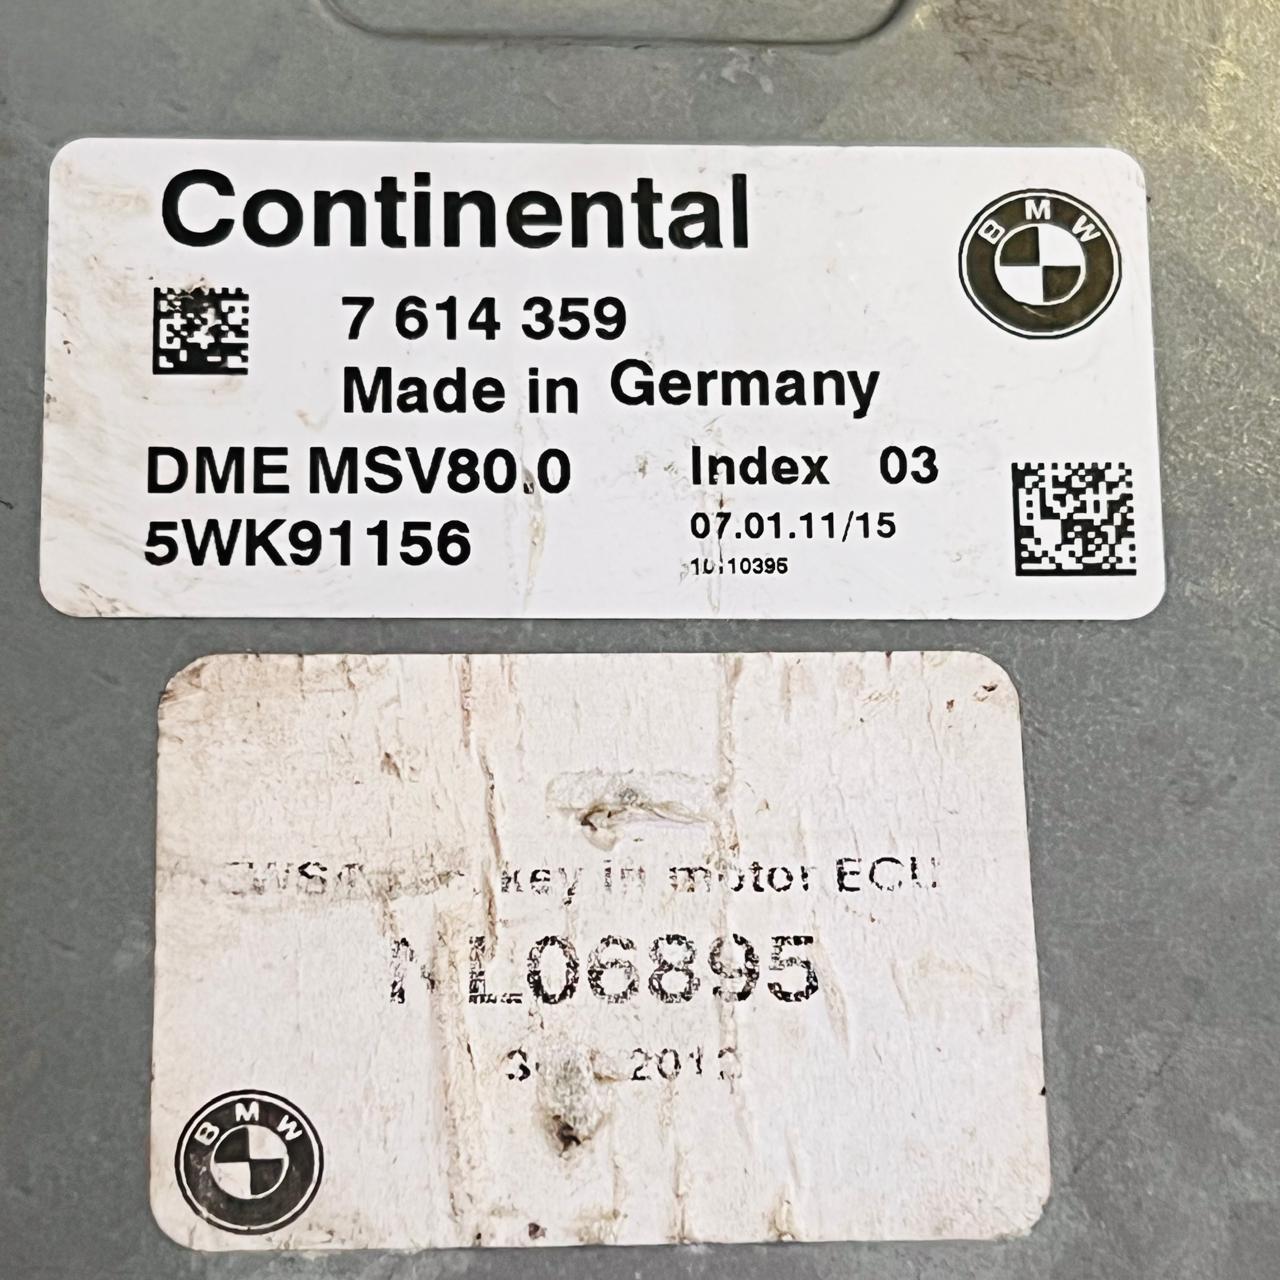 Continental
BMW
7 614 359
Made in Germany
DME MSV80.0
Index 03
5WK91156
07.01.11/15
key in motor ECU
L06895
BMW